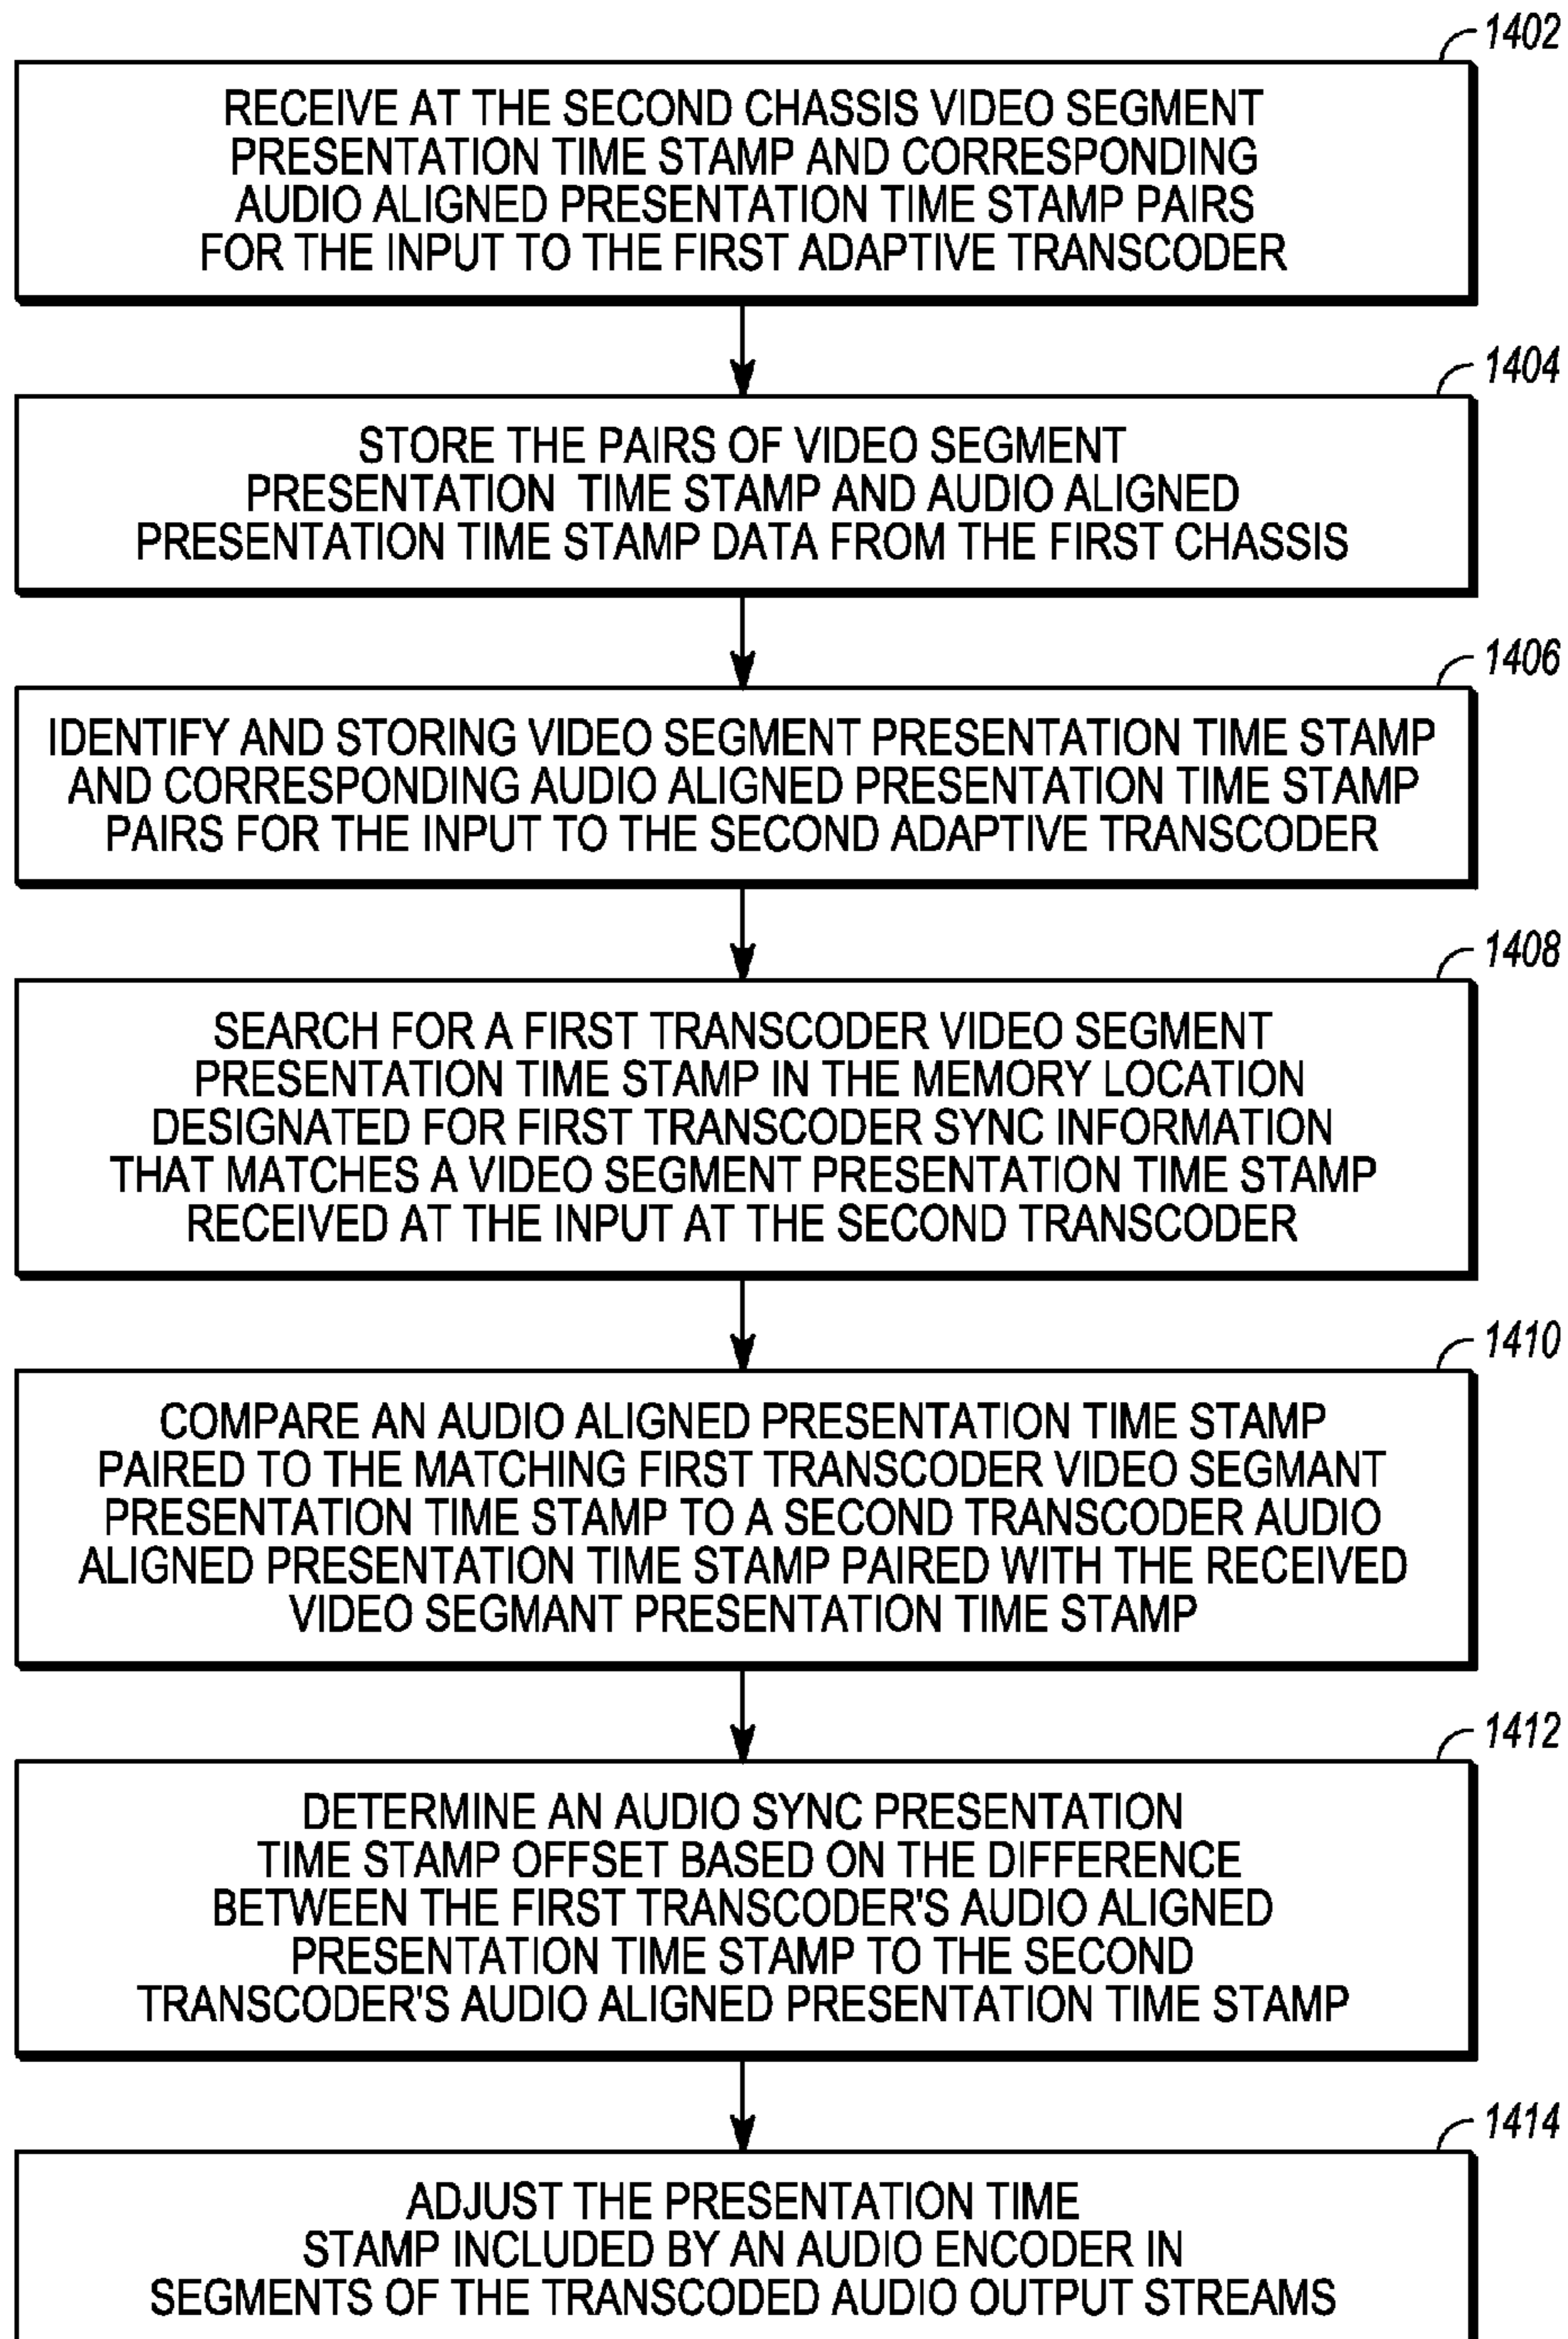 1402
RECEIVE AT THE SECOND CHASSIS VIDEO SEGMENT
PRESENTATION TIME STAMP AND CORRESPONDING
AUDIO ALIGNED PRESENTATION TIME STAMP PAIRS
FOR THE INPUT TO THE FIRST ADAPTIVE TRANSCODER
1404
STORE THE PAIRS OF VIDEO SEGMENT
PRESENTATION TIME STAMP AND AUDIO ALIGNED
PRESENTATION TIME STAMP DATA FROM THE FIRST CHASSIS
1406
IDENTIFY AND STORING VIDEO SEGMENT PRESENTATION TIME STAMP
AND CORRESPONDING AUDIO ALIGNED PRESENTATION TIME STAMP
PAIRS FOR THE INPUT TO THE SECOND ADAPTIVE TRANSCODER
1408
SEARCH FOR A FIRST TRANSCODER VIDEO SEGMENT
PRESENTATION TIME STAMP IN THE MEMORY LOCATION
DESIGNATED FOR FIRST TRANSCODER SYNC INFORMATION
THAT MATCHES A VIDEO SEGMENT PRESENTATION TIME STAMP
RECEIVED AT THE INPUT AT THE SECOND TRANSCODER
1410
COMPARE AN AUDIO ALIGNED PRESENTATION TIME STAMP
PAIRED TO THE MATCHING FIRST TRANSCODER VIDEO SEGMANT
PRESENTATION TIME STAMP TO A SECOND TRANSCODER AUDIO
ALIGNED PRESENTATION TIME STAMP PAIRED WITH THE RECEIVED
VIDEO SEGMANT PRESENTATION TIME STAMP
1412
DETERMINE AN AUDIO SYNC PRESENTATION
TIME STAMP OFFSET BASED ON THE DIFFERENCE
BETWEEN THE FIRST TRANSCODER'S AUDIO ALIGNED
PRESENTATION TIME STAMP TO THE SECOND
TRANSCODER'S AUDIO ALIGNED PRESENTATION TIME STAMP
1414
ADJUST THE PRESENTATION TIME
STAMP INCLUDED BY AN AUDIO ENCODER IN
SEGMENTS OF THE TRANSCODED AUDIO OUTPUT STREAMS